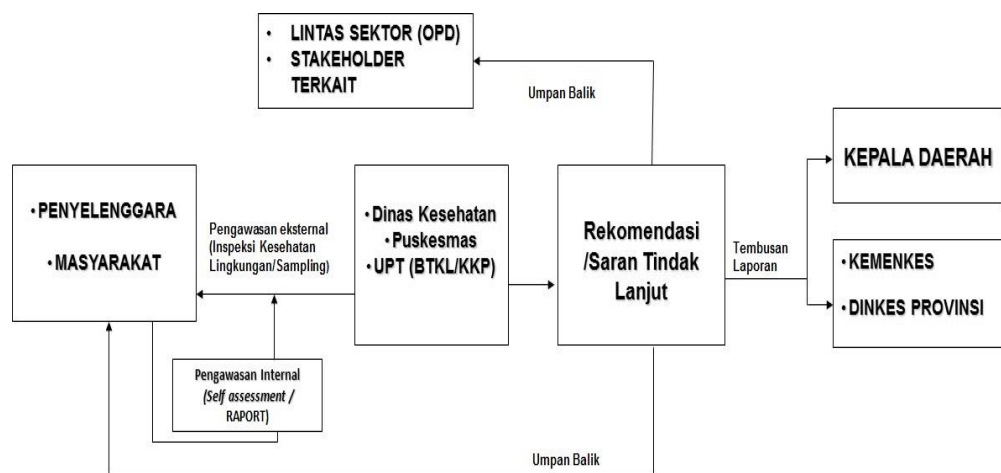 • LINTAS SEKTOR (OPD)
• STAKEHOLDER
TERKAIT
Umpan Balik
• PENYELENGGARA
• MASYARAKAT
Pengawasan eksternal
(Inspeksi Kesehatan
Lingkungan/Sampling)
• Dinas Kesehatan
• Puskesmas
• UPT (BTKL/KKP)
Rekomendasi
/Saran Tindak
Lanjut
Tembusan
Laporan
KEPALA DAERAH
• KEMENKES
• DINKES PROVINSI
Pengawasan Internal
(Self assessment /
RAPORT)
Umpan Balik